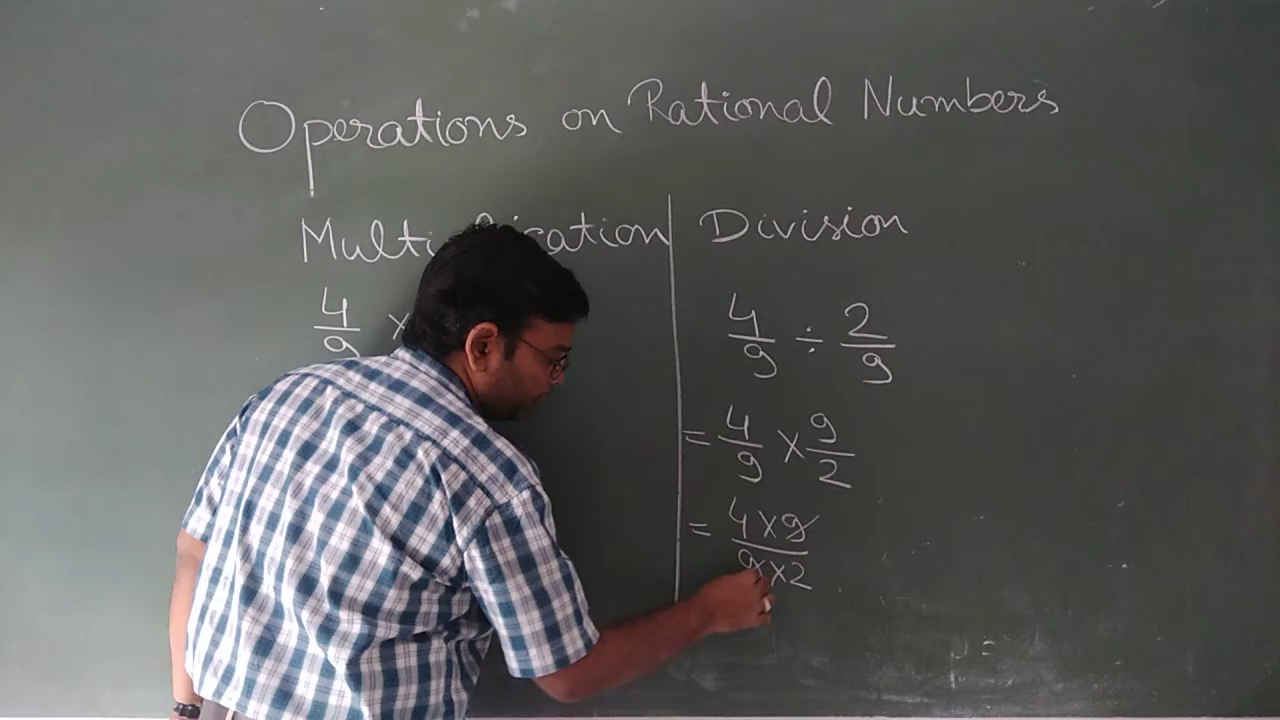 Operations on Rational Numbers
Division
4/9 ×
4/9 ÷ 2/9
= 4/9 × 9/2
= 4×9/9×2